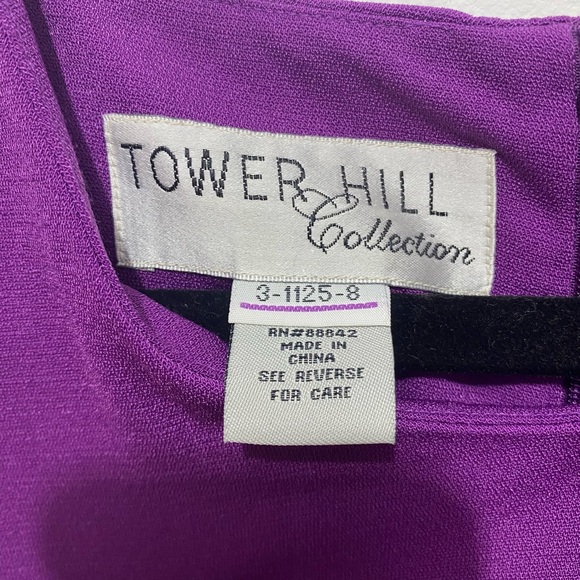 TOWER HILL
Collection
3-1125-8
RN#88842
MADE IN
CHINA
SEE REVERSE
FOR CARE